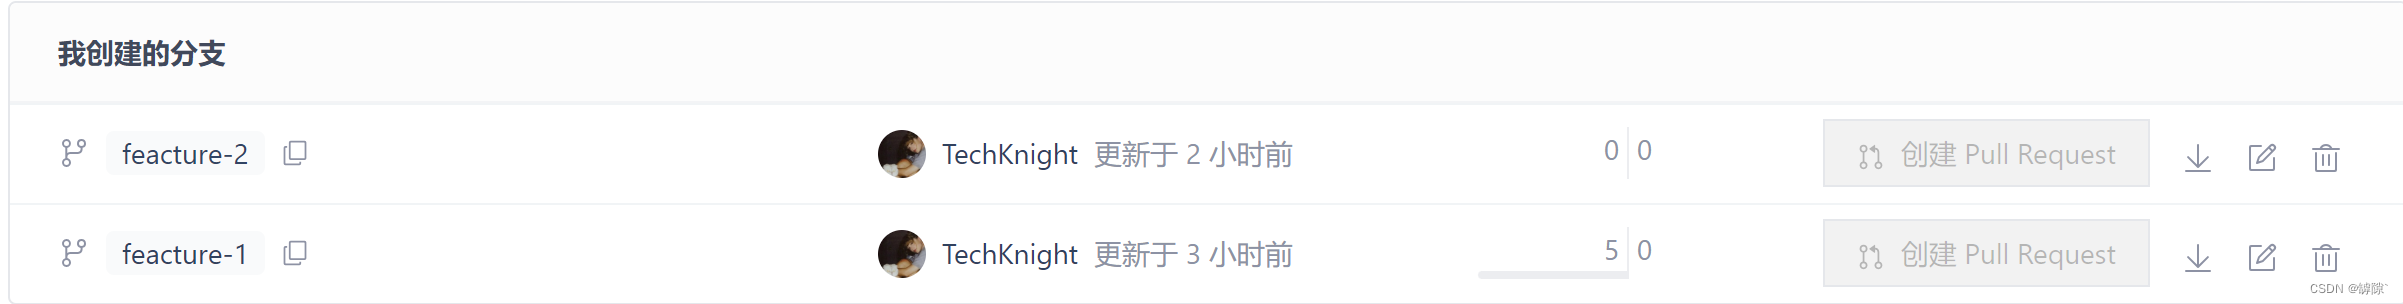 我创建的分支
feacture-2 TechKnight 更新于 2 小时前 0 0 创建 Pull Request
feacture-1 TechKnight 更新于 3 小时前 5 0 创建 Pull Request
CSDN